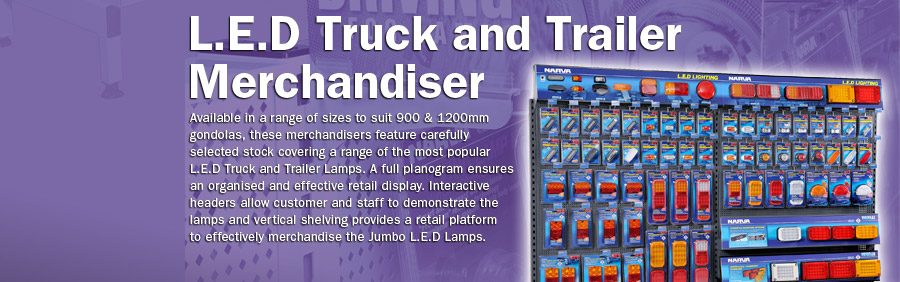 DRIVING
L.E.D Truck and Trailer
Merchandiser
Available in a range of sizes to suit 900 & 1200mm
gondolas, these merchandisers feature carefully
selected stock covering a range of the most popular
L.E.D Truck and Trailer Lamps. A full planogram ensures
an organised and effective retail display. Interactive
headers allow customer and staff to demonstrate the
lamps and vertical shelving provides a retail platform
to effectively merchandise the Jumbo L.E.D Lamps.
NARVA L.E.D LIGHTING NARVA L.E.D LIGHTING
NARVA
NARVA